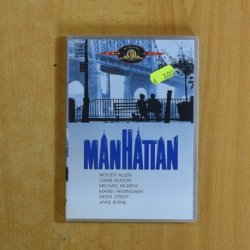 MANHATTAN
WOODY ALLEN
DIANE KEATON
MICHAEL MURPHY
MARIEL HEMINGWAY
MERYL STREEP
ANNE BYRNE